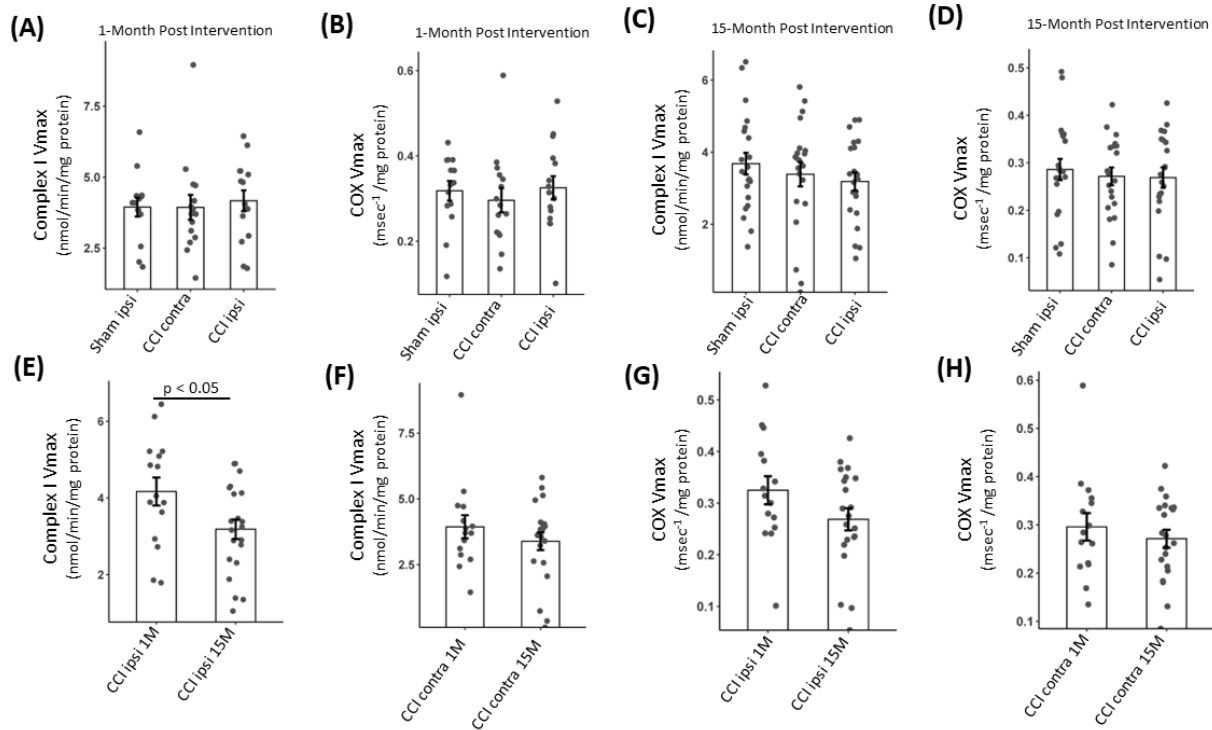 (A)
1-Month Post Intervention
Complex I Vmax
(nmol/min/mg protein)
7.5
5.0
2.5
Sham ipsi
CCI contra
CCI ipsi
(B)
1-Month Post Intervention
COX Vmax
(msec⁻¹ /mg protein)
0.6
0.4
0.2
Sham ipsi
CCI contra
CCI ipsi
(C)
15-Month Post Intervention
Complex I Vmax
(nmol/min/mg protein)
6
4
2
Sham ipsi
CCI contra
CCI ipsi
(D)
15-Month Post Intervention
COX Vmax
(msec⁻¹ /mg protein)
0.5
0.4
0.3
0.2
0.1
Sham ipsi
CCI contra
CCI ipsi
(E)
p < 0.05
Complex I Vmax
(nmol/min/mg protein)
6
4
2
CCI ipsi 1M
CCI ipsi 15M
(F)
Complex I Vmax
(nmol/min/mg protein)
7.5
5.0
2.5
CCI contra 1M
CCI contra 15M
(G)
COX Vmax
(msec⁻¹ /mg protein)
0.5
0.4
0.3
0.2
0.1
CCI ipsi 1M
CCI ipsi 15M
(H)
COX Vmax
(msec⁻¹ /mg protein)
0.6
0.5
0.4
0.3
0.2
0.1
CCI contra 1M
CCI contra 15M